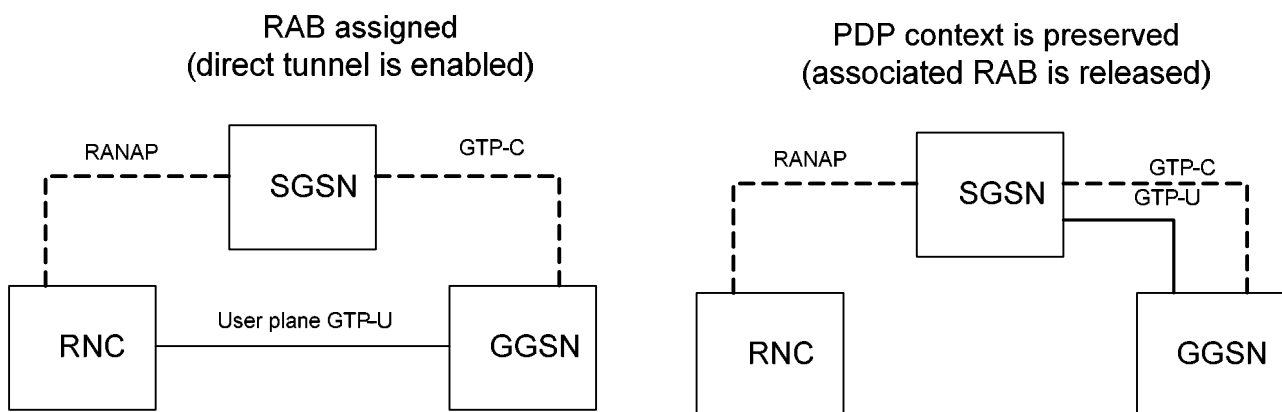 RAB assigned
(direct tunnel is enabled)
RANAP
GTP-C
SGSN
RNC
User plane GTP-U
GGSN
PDP context is preserved
(associated RAB is released)
RANAP
GTP-C
GTP-U
SGSN
RNC
GGSN